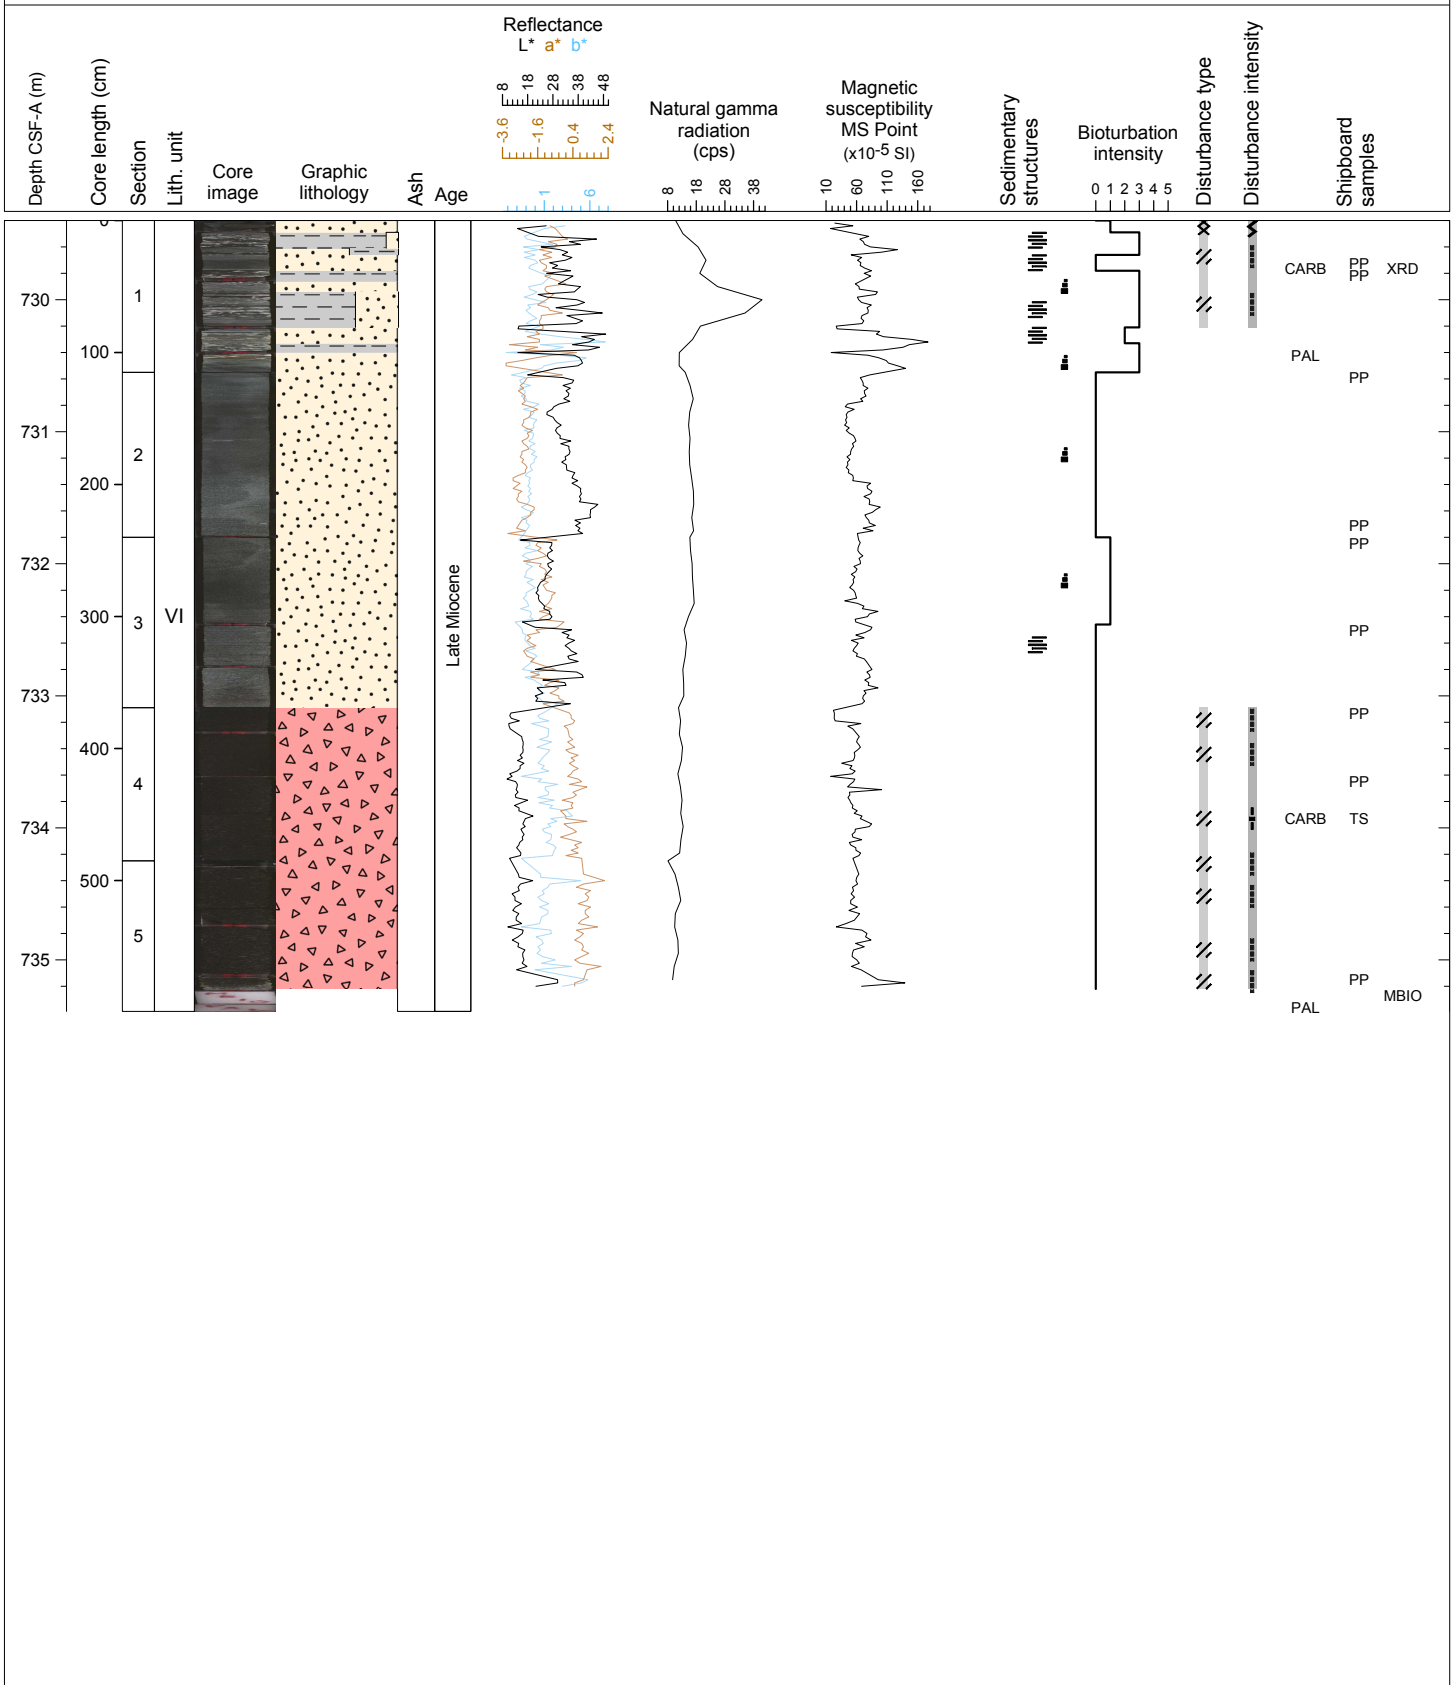 Depth CSF-A (m)
Core length (cm)
Section
Lith. unit
Core
image
Graphic
lithology
Ash
Age
Reflectance
L* a* b*
8 18 28 38 48
-3.6 -1.6 0.4 2.4
1 6
Natural gamma
radiation
(cps)
8 18 28 38
Magnetic
susceptibility
MS Point
(x10-5 SI)
10 60 110 160
Sedimentary
structures
Bioturbation
intensity
0 1 2 3 4 5
Disturbance type
Disturbance intensity
Shipboard
samples
0
CARB PP XRD
PP
1
730
100 PAL
PP
731
2
200
PP
PP
732
VI
300 3 PP
Late Miocene
733
PP
400
4 PP
734 CARB TS
500
5
735
PP
MBIO
PAL